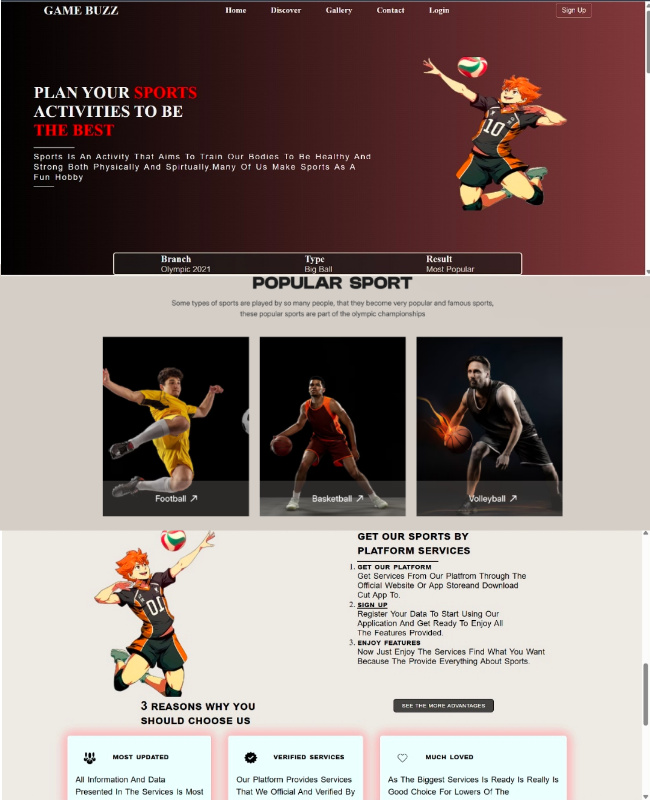 GAME BUZZ
Home Discover Gallery Contact Login
Sign Up
PLAN YOUR SPORTS
ACTIVITIES TO BE
THE BEST
Sports Is An Activity That Aims To Train Our Bodies To Be Healthy And
Strong Both Physically And Spirtually.Many Of Us Make Sports As A
Fun Hobby
10
Branch Type Result
Olympic 2021 Big Ball Most Popular
POPULAR SPORT
Some types of sports are played by so many people, that they become very popular and famous sports,
these popular sports are part of the olympic championships
Football ↗ Basketball ↗ Volleyball ↗
GET OUR SPORTS BY
PLATFORM SERVICES
1. GET OUR PLATFORM
Get Services From Our Platfrom Through The
Official Website Or App Storeand Download
Cut App To.
2. SIGN UP
Register Your Data To Start Using Our
Application And Get Ready To Enjoy All
The Features Provided.
3. ENJOY FEATURES
Now Just Enjoy The Services Find What You Want
Because The Provide Everything About Sports.
3 REASONS WHY YOU
SHOULD CHOOSE US
SEE THE MORE ADVANTAGES
MOST UPDATED
All Information And Data
Presented In The Services Is Most
VERIFIED SERVICES
Our Platform Provides Services
That We Official And Verified By
MUCH LOVED
As The Biggest Services Is Ready Is Really Is
Good Choice For Lowers Of The